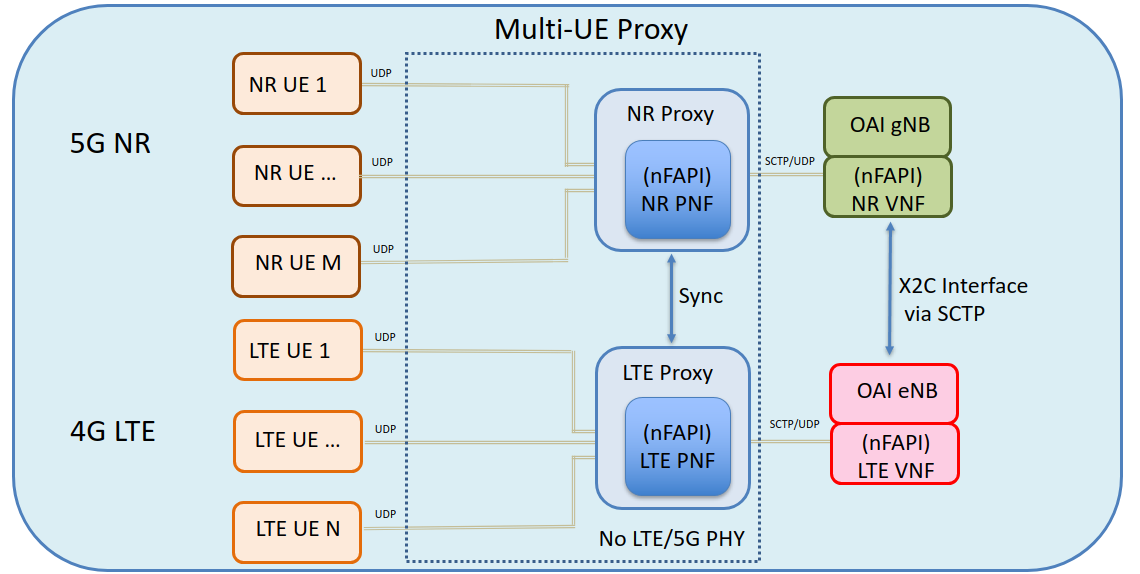 Multi-UE Proxy
5G NR
NR UE 1
UDP
NR UE ...
UDP
NR UE M
UDP
NR Proxy
(nFAPI)
NR PNF
SCTP/UDP
OAI gNB
(nFAPI)
NR VNF
Sync
X2C Interface
via SCTP
4G LTE
LTE UE 1
UDP
LTE UE ...
UDP
LTE UE N
UDP
LTE Proxy
(nFAPI)
LTE PNF
SCTP/UDP
OAI eNB
(nFAPI)
LTE VNF
No LTE/5G PHY